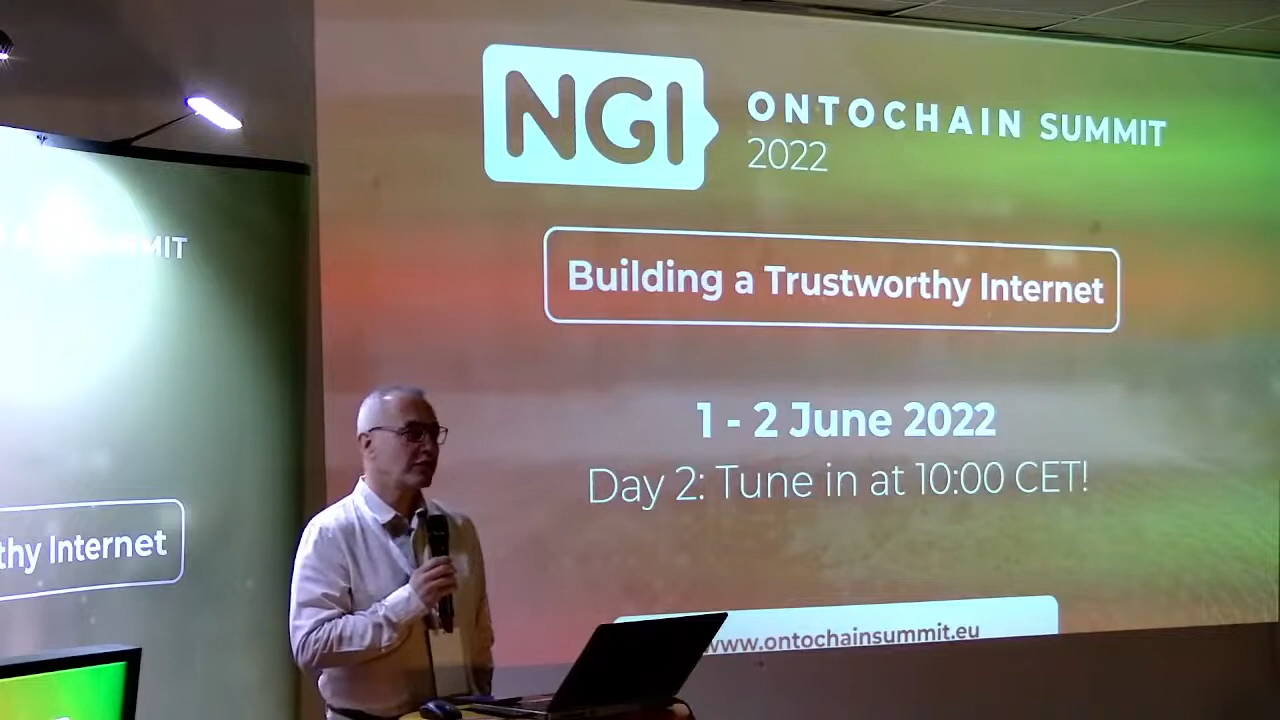 NGI
ONTOCHAIN SUMMIT
2022
Building a Trustworthy Internet
1 - 2 June 2022
Day 2: Tune in at 10:00 CET!
www.ontochainsummit.eu
MIT
thy Internet